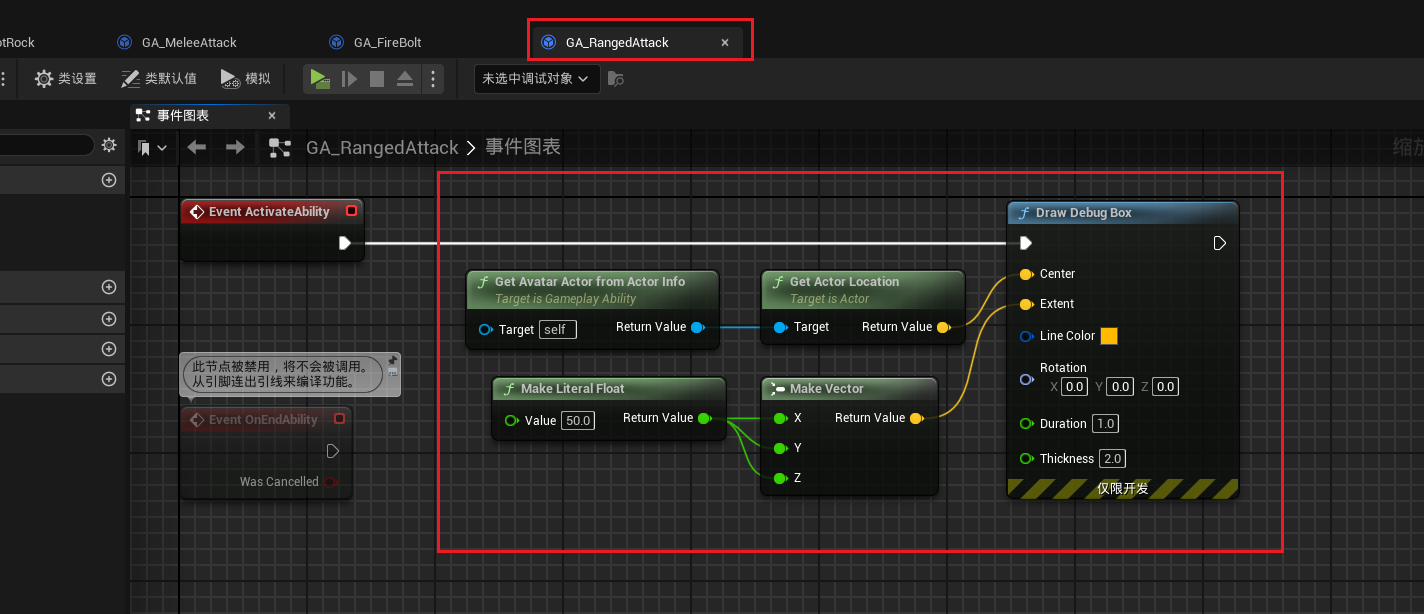 otRock
GA_MeleeAttack
GA_FireBolt
GA_RangedAttack
类设置
类默认值
模拟
未选中调试对象
事件图表
GA_RangedAttack
事件图表
缩放
Event ActivateAbility
Draw Debug Box
Center
Extent
Line Color
Rotation
X 0.0 Y 0.0 Z 0.0
Duration 1.0
Thickness 2.0
仅限开发
Get Avatar Actor from Actor Info
Target is Gameplay Ability
Target self
Return Value
Get Actor Location
Target is Actor
Target
Return Value
此节点被禁用，将不会被调用。
从引脚连出引线来编译功能。
Event OnEndAbility
Was Cancelled
Make Literal Float
Value 50.0
Return Value
Make Vector
X
Return Value
Y
Z